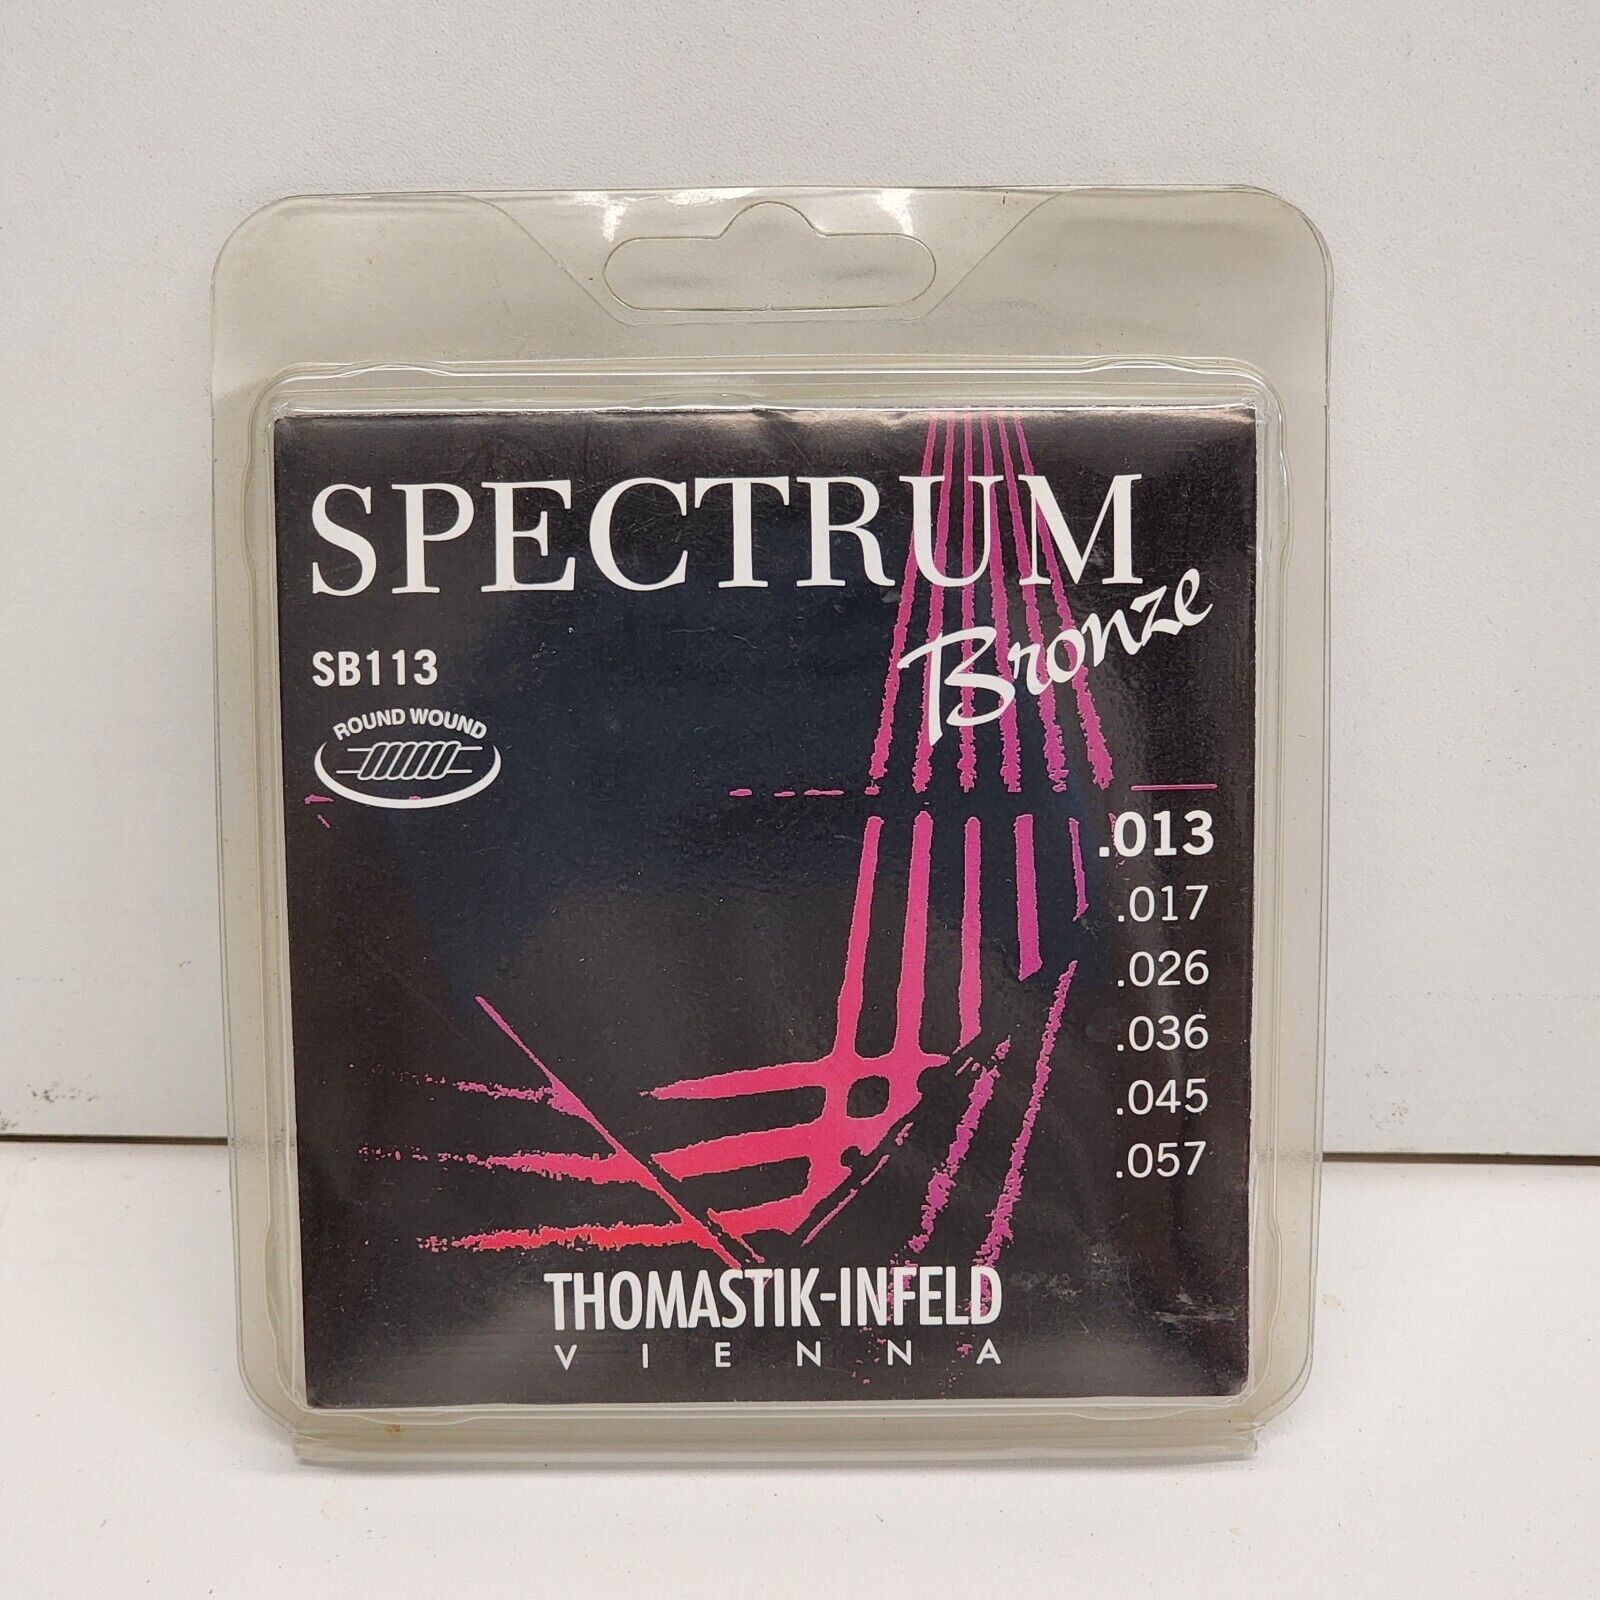 SPECTRUM
Bronze
SB113
ROUND WOUND
.013
.017
.026
.036
.045
.057
THOMASTIK-INFELD
VIENNA